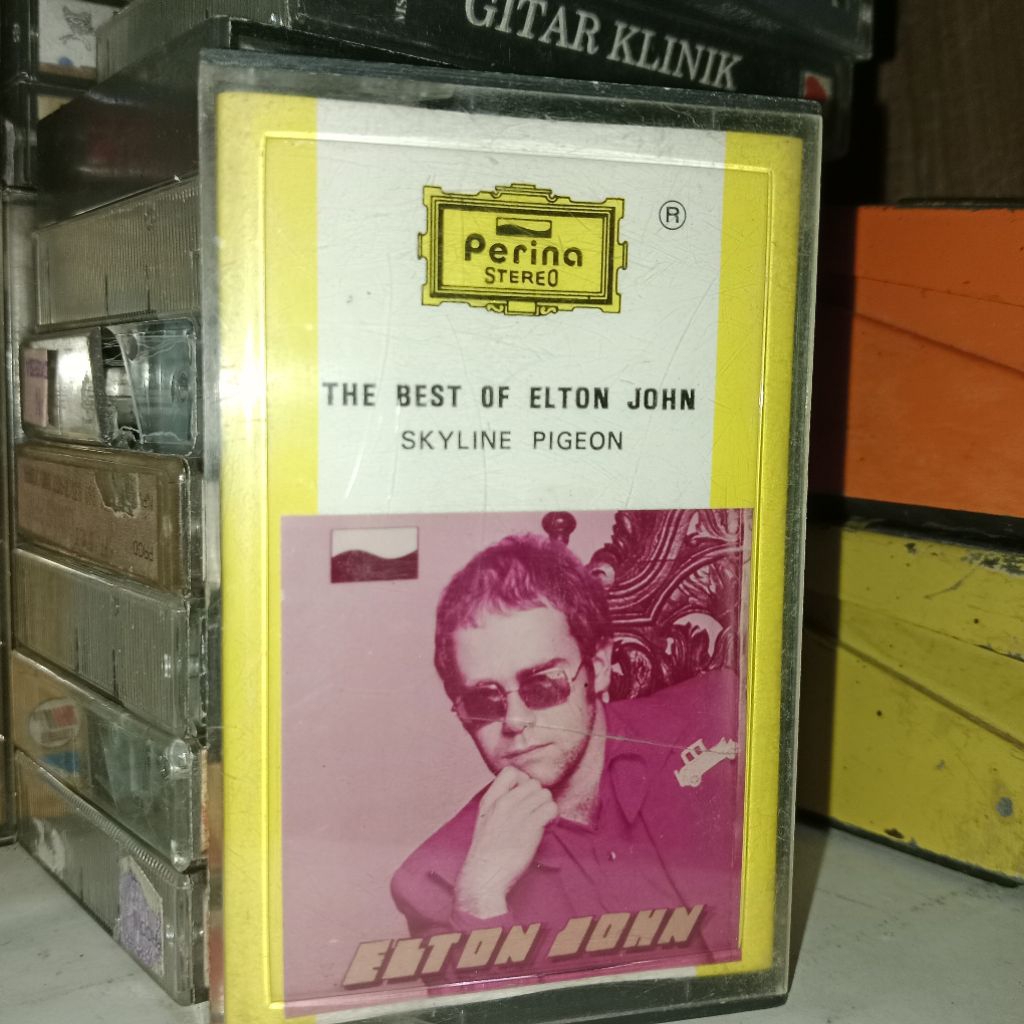 GITAR KLINIK
Perina
STEREO
®
THE BEST OF ELTON JOHN
SKYLINE PIGEON
ELTON JOHN